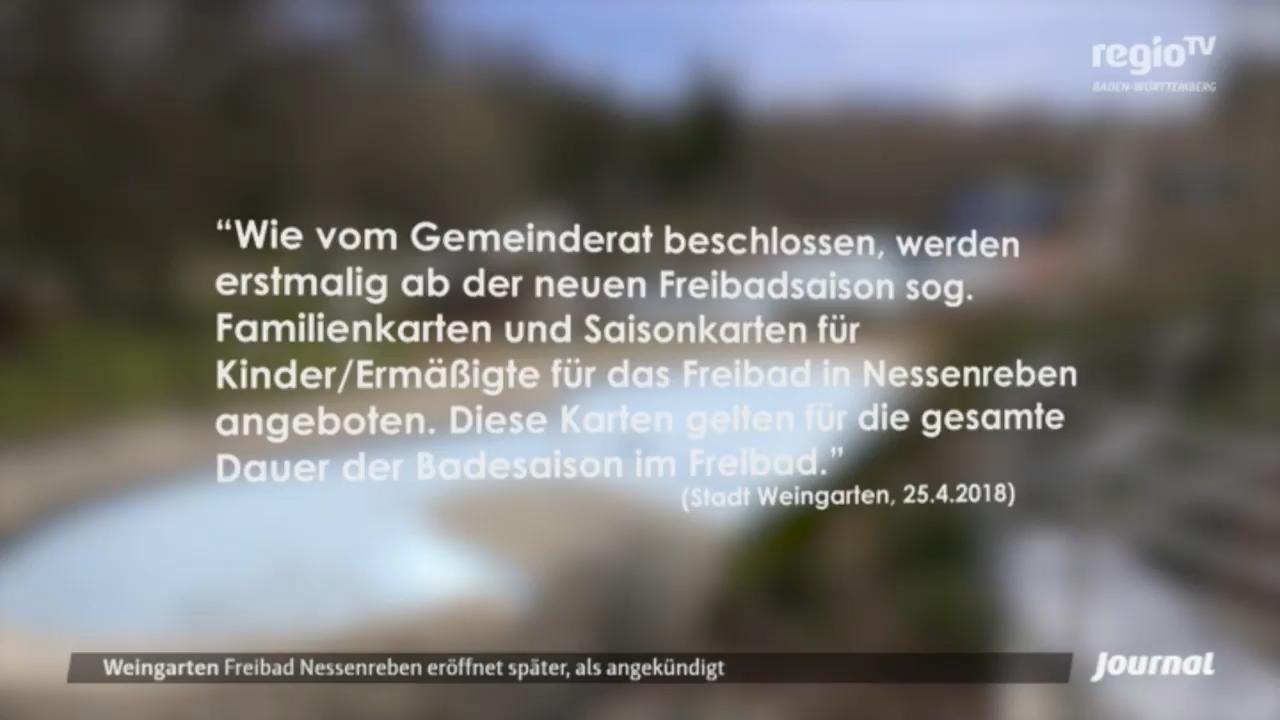 regioTV
BADEN-WÜRTTEMBERG
“Wie vom Gemeinderat beschlossen, werden
erstmalig ab der neuen Freibadsaison sog.
Familienkarten und Saisonkarten für
Kinder/Ermäßigte für das Freibad in Nessenreben
angeboten. Diese Karten gelten für die gesamte
Dauer der Badesaison im Freibad.”
(Stadt Weingarten, 25.4.2018)
Weingarten Freibad Nessenreben eröffnet später, als angekündigt
Journal